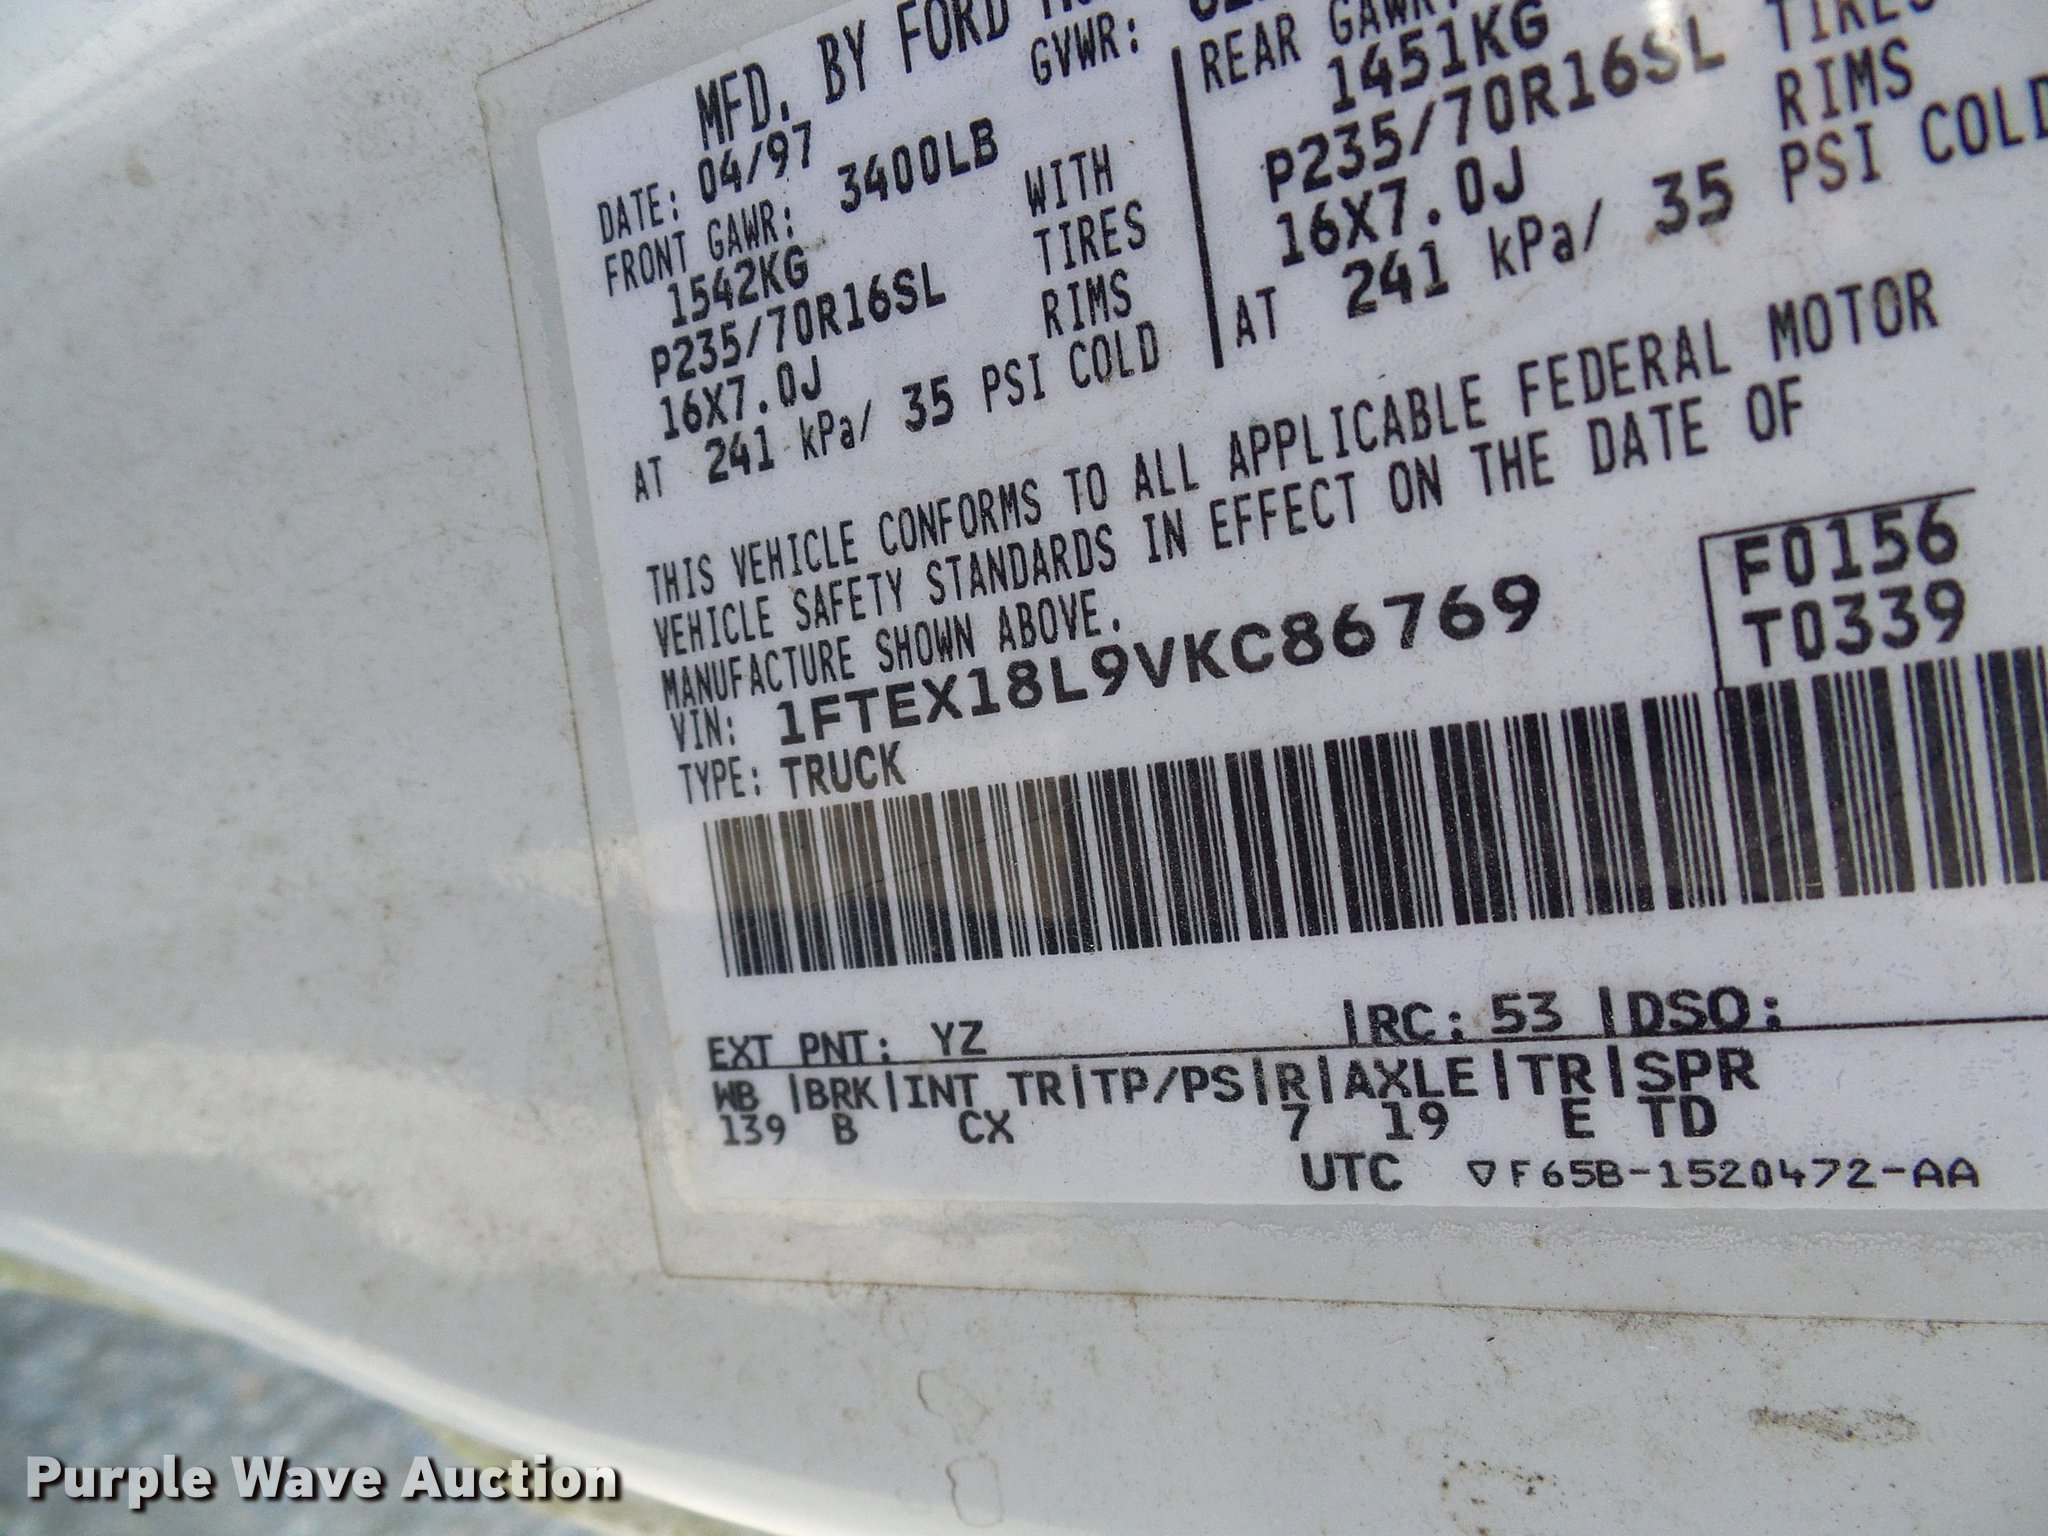 MFD. BY FORD
DATE: 04/97 GVWR:
FRONT GAWR: 3400LB REAR GAWR:
1542KG WITH 1451KG
P235/70R16SL TIRES P235/70R16SL TIRES
16X7.0J RIMS 16X7.0J RIMS
AT 241 kPa/ 35 PSI COLD AT 241 kPa/ 35 PSI COLD
THIS VEHICLE CONFORMS TO ALL APPLICABLE FEDERAL MOTOR
VEHICLE SAFETY STANDARDS IN EFFECT ON THE DATE OF
MANUFACTURE SHOWN ABOVE.
VIN: 1FTEX18L9VKC86769
TYPE: TRUCK
F0156
T0339
EXT PNT: YZ |RC: 53 |DSO:
WB |BRK|INT TR|TP/PS|R|AXLE|TR|SPR
139 B CX 7 19 E TD
UTC ▽F65B-1520472-AA
Purple Wave Auction